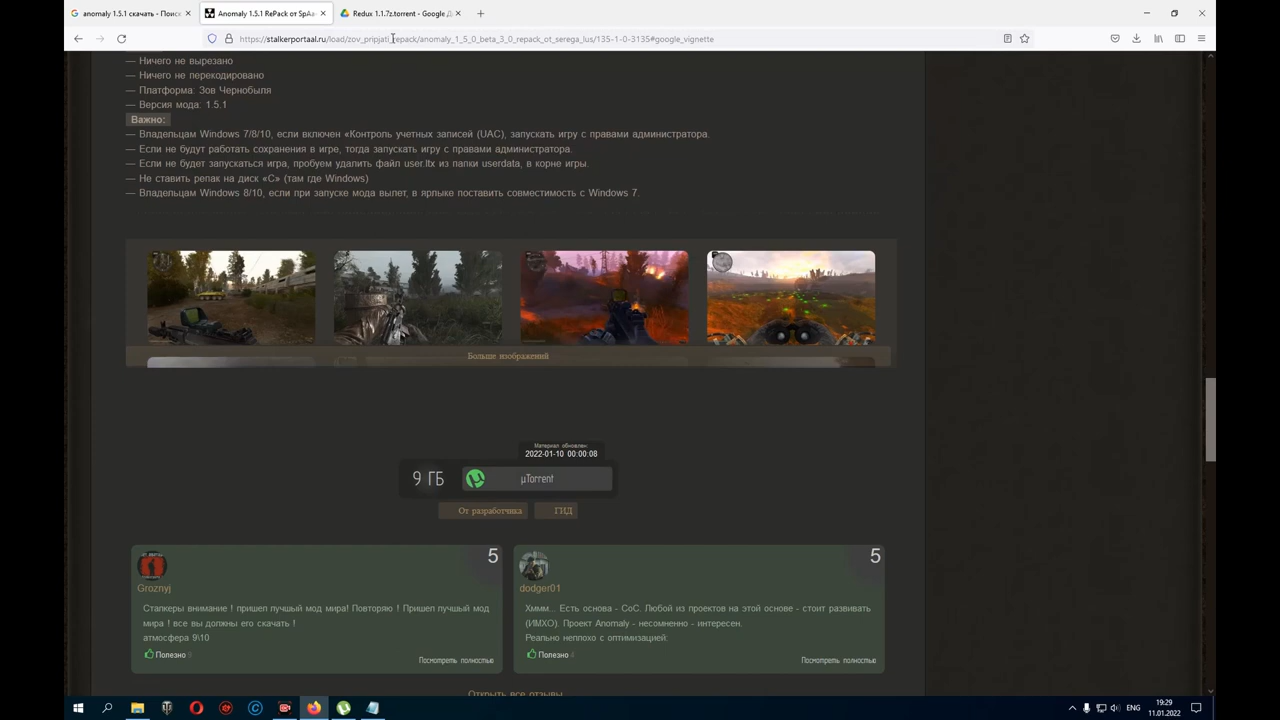 anomaly 1.5.1 скачать - Поиск
Anomaly 1.5.1 RePack от SpAa-
Redux 1.1.7z.torrent - Google Д
https://stalkerportaal.ru/load/zov_pripjati_repack/anomaly_1_5_0_beta_3_0_repack_ot_serega_lus/135-1-0-3135#google_vignette
— Ничего не вырезано
— Ничего не перекодировано
— Платформа: Зов Чернобыля
— Версия мода: 1.5.1
Важно:
— Владельцам Windows 7/8/10, если включен «Контроль учетных записей (UAC), запускать игру с правами администратора.
— Если не будут работать сохранения в игре, тогда запускать игру с правами администратора.
— Если не будет запускаться игра, пробуем удалить файл user.ltx из папки userdata, в корне игры.
— Не ставить репак на диск «C» (там где Windows)
— Владельцам Windows 8/10, если при запуске мода вылет, в ярлыке поставить совместимость с Windows 7.
Больше изображений
Материал обновлен:
2022-01-10 00:00:08
9 ГБ
µTorrent
От разработчика
ГИД
5
Groznyj
Сталкеры внимание ! пришел лучший мод мира! Повторяю ! Пришел лучший мод
мира ! все вы должны его скачать !
атмосфера 9\10
Полезно 9
Посмотреть полностью
5
dodger01
Хммм... Есть основа - CoC. Любой из проектов на этой основе - стоит развивать
(ИМХО). Проект Anomaly - несомненно - интересен.
Реально неплохо с оптимизацией:
Полезно 4
Посмотреть полностью
Открыть все отзывы
ENG
19:29
11.01.2022